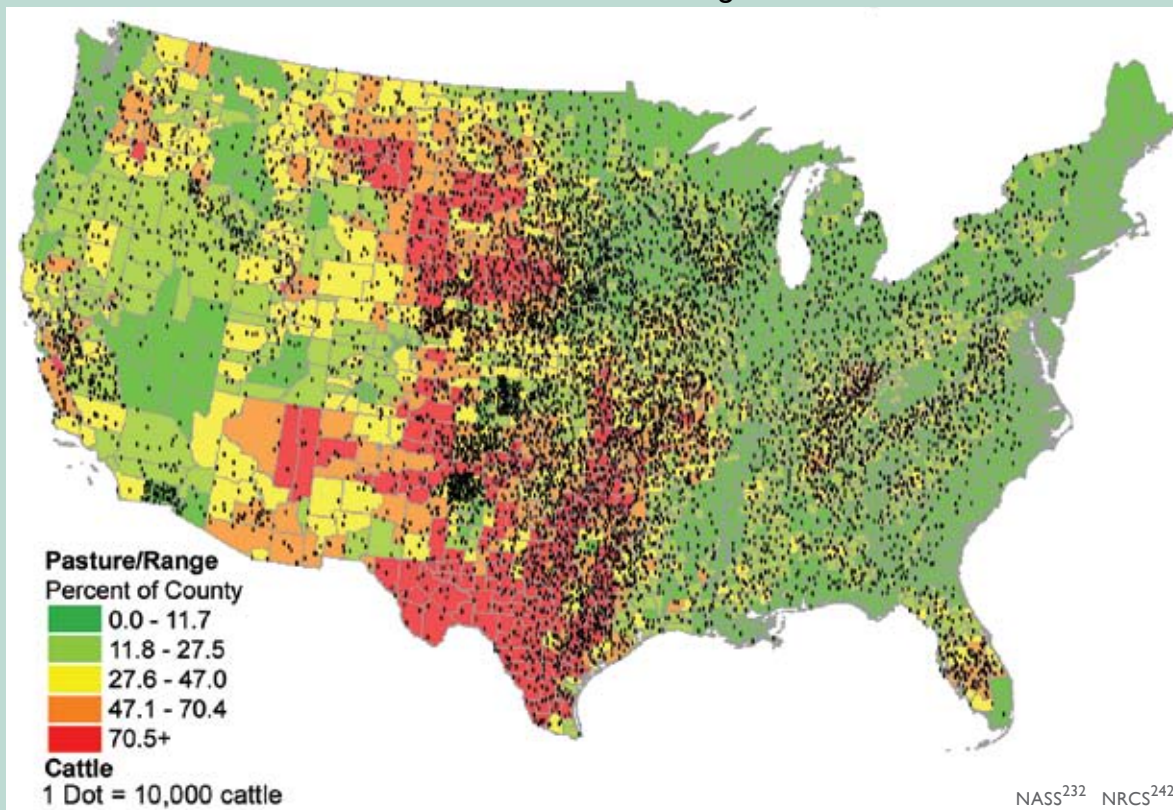 Pasture/Range
Percent of County
0.0 - 11.7
11.8 - 27.5
27.6 - 47.0
47.1 - 70.4
70.5+
Cattle
1 Dot = 10,000 cattle
NASS232 NRCS242